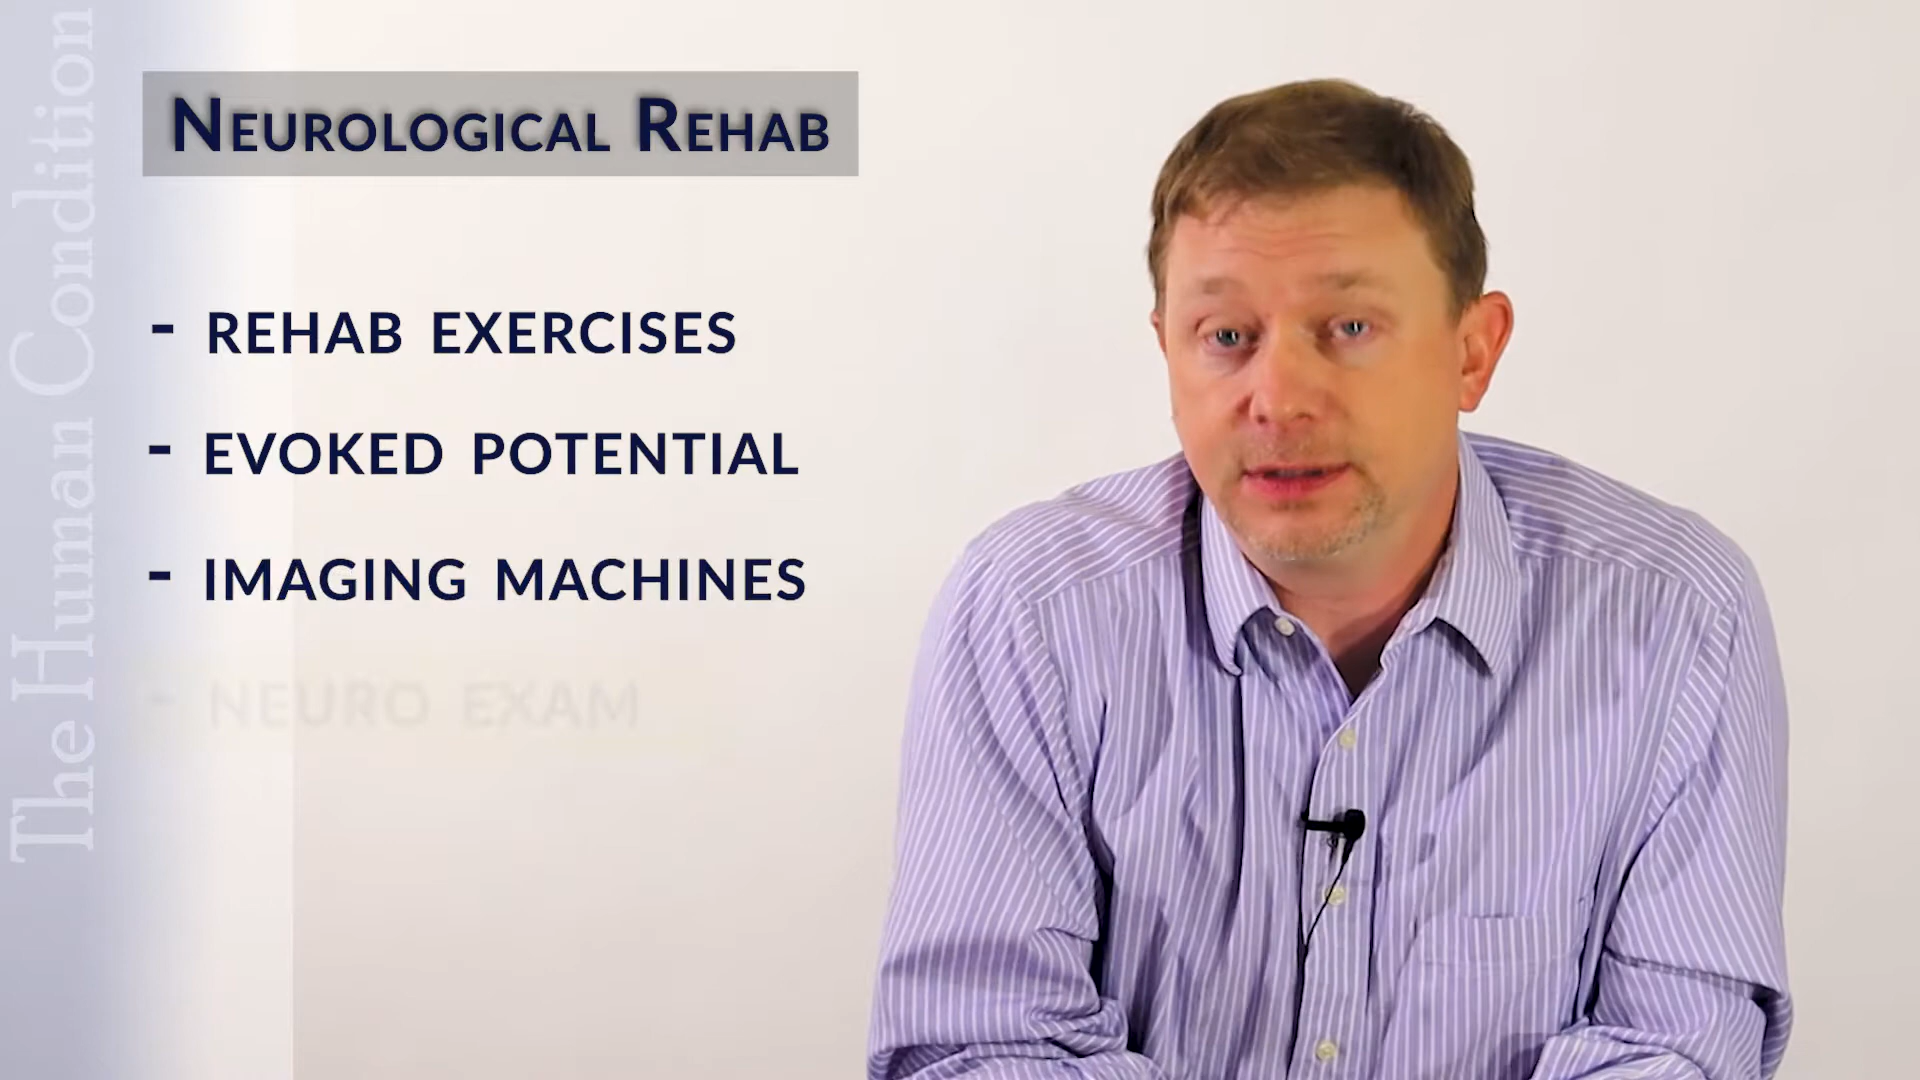 The Human Condition
Neurological Rehab
- rehab exercises
- evoked potential
- imaging machines
- neuro exam